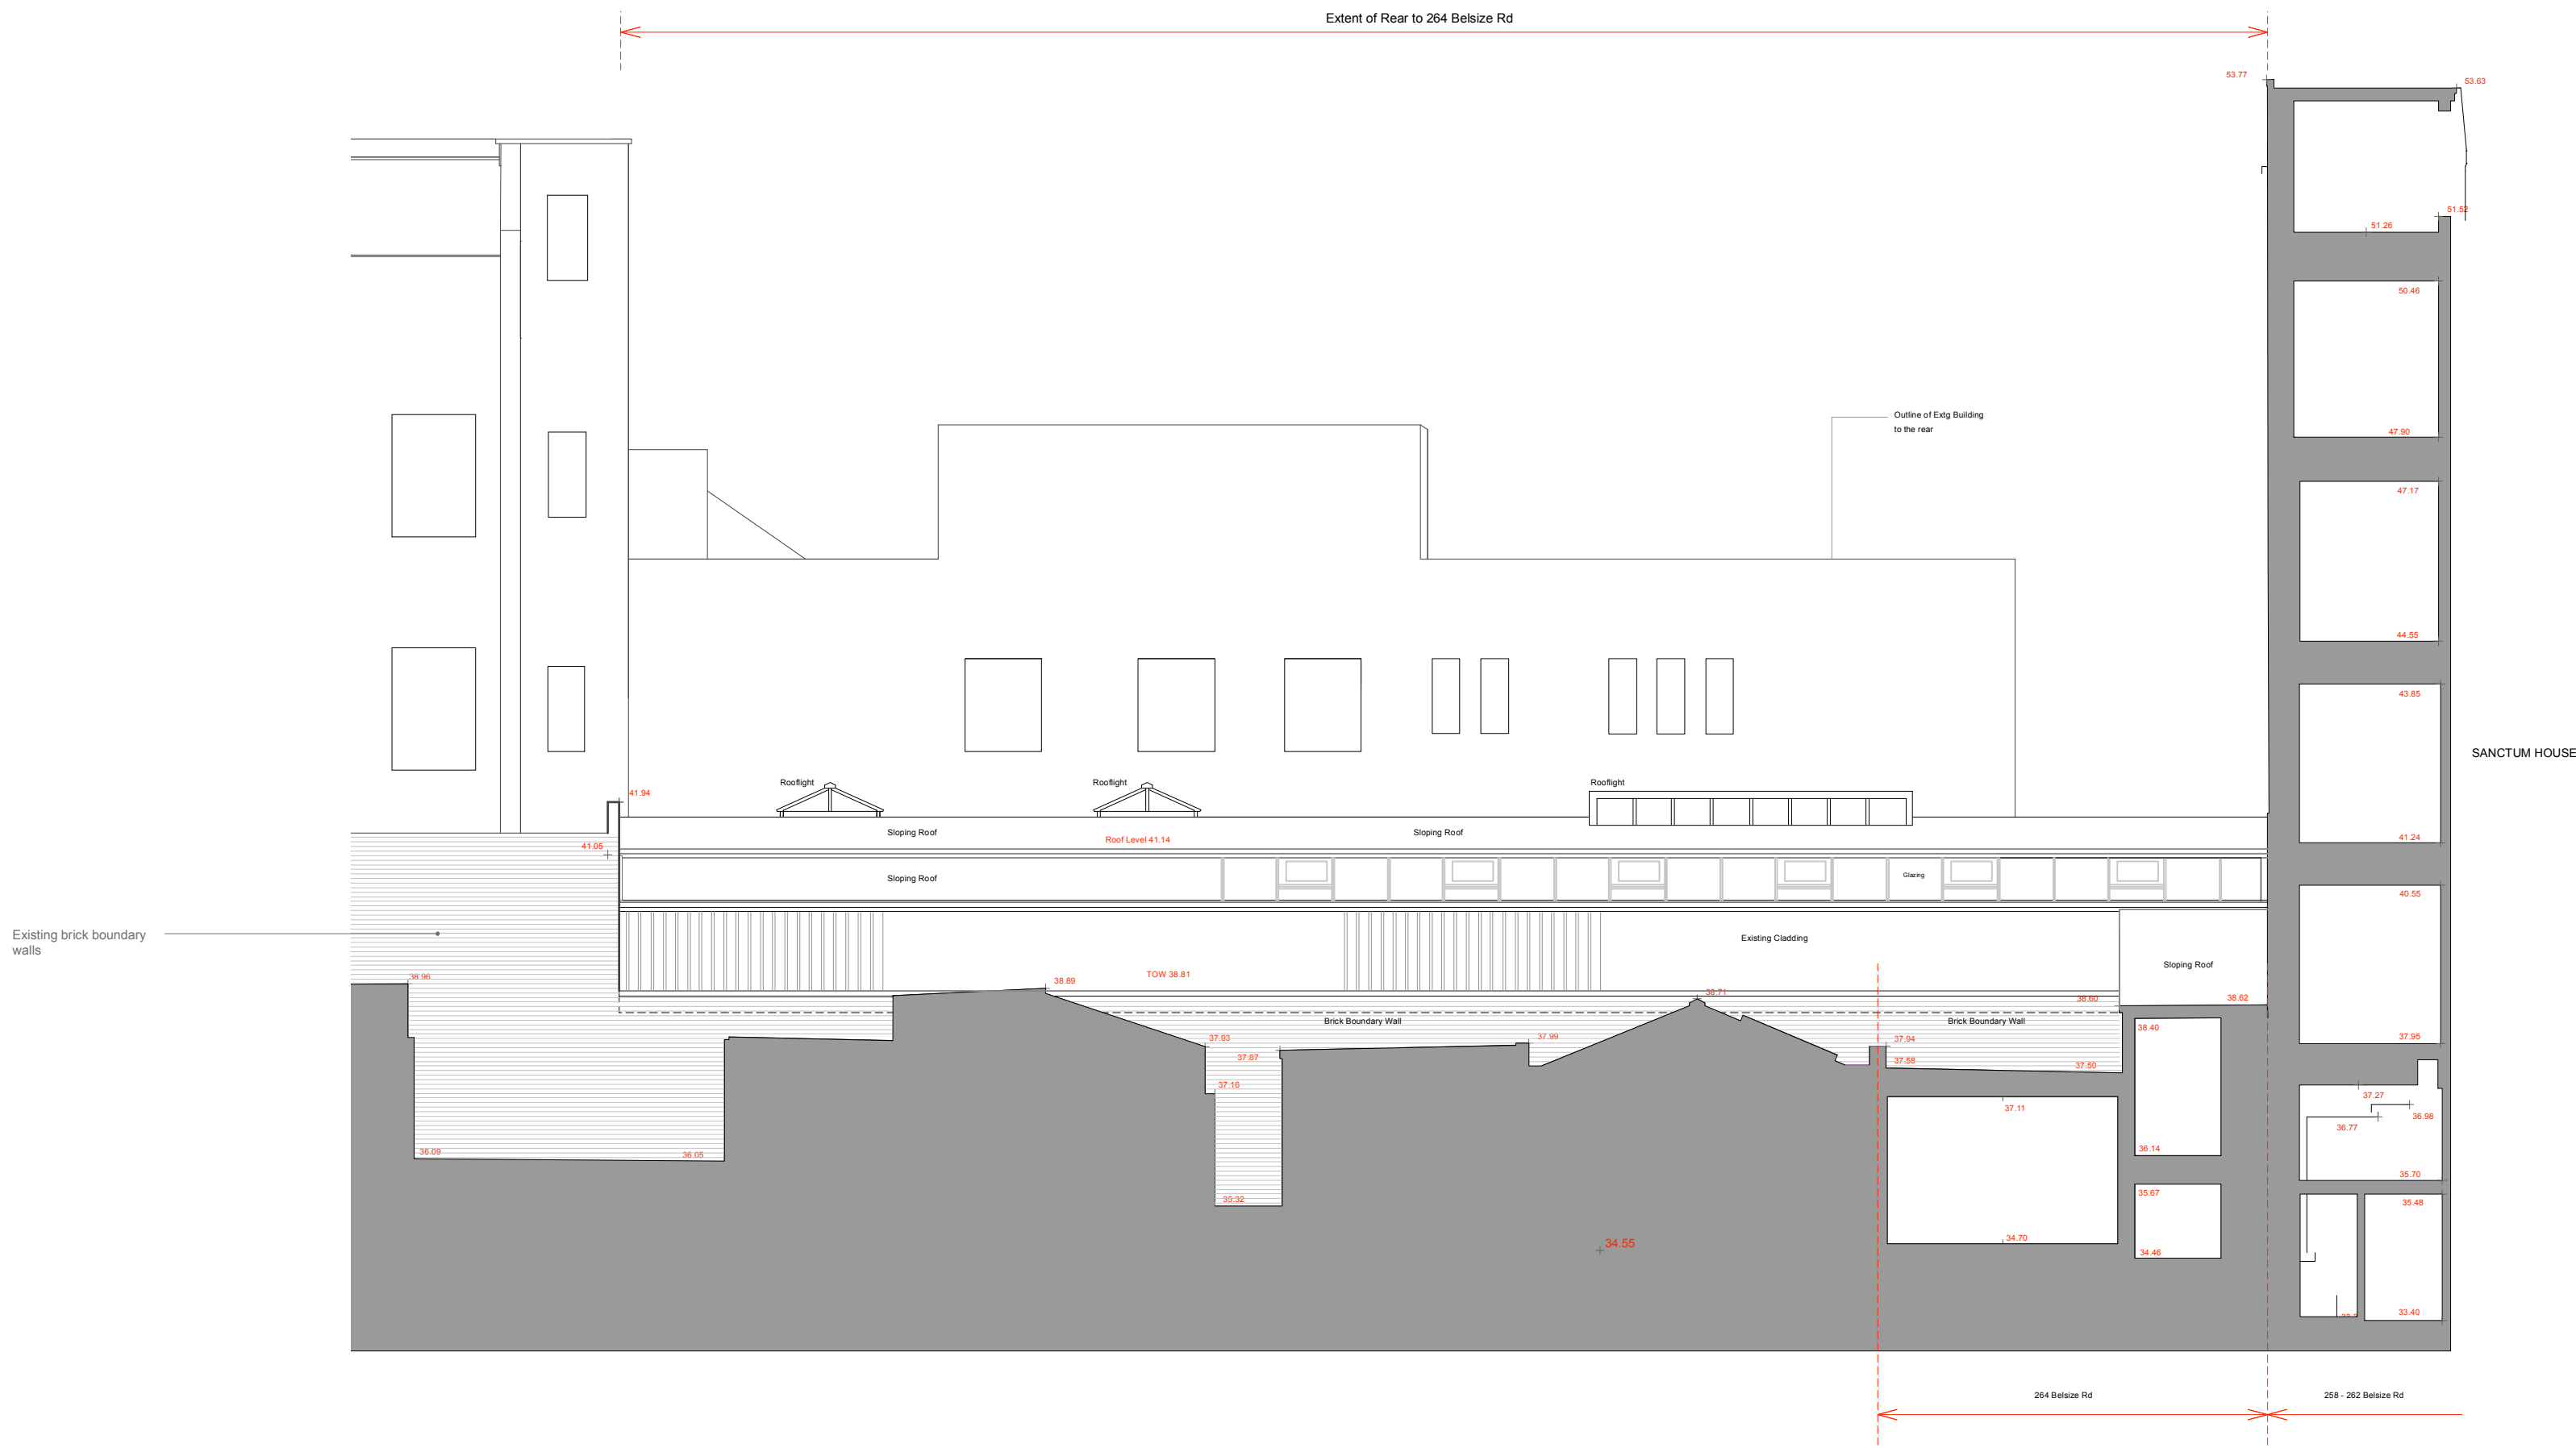 Extent of Rear to 264 Belsize Rd
53.77
53.63
51.52
51.26
50.46
Outline of Extg Building
to the rear
47.90
47.17
44.55
43.85
SANCTUM HOUSE
Rooflight
Rooflight
Rooflight
41.94
Sloping Roof
Roof Level 41.14
Sloping Roof
41.24
41.05
Sloping Roof
Glazing
40.55
Existing brick boundary
walls
Existing Cladding
Sloping Roof
38.96
TOW 38.81
38.89
38.71
38.60
38.62
Brick Boundary Wall
Brick Boundary Wall
38.40
37.93
37.87
37.99
37.94
37.95
37.58
37.50
37.16
37.27
37.11
36.98
36.77
36.09
36.05
36.14
35.70
35.67
35.48
35.32
34.55
34.70
34.46
33.40
264 Belsize Rd
258 - 262 Belsize Rd